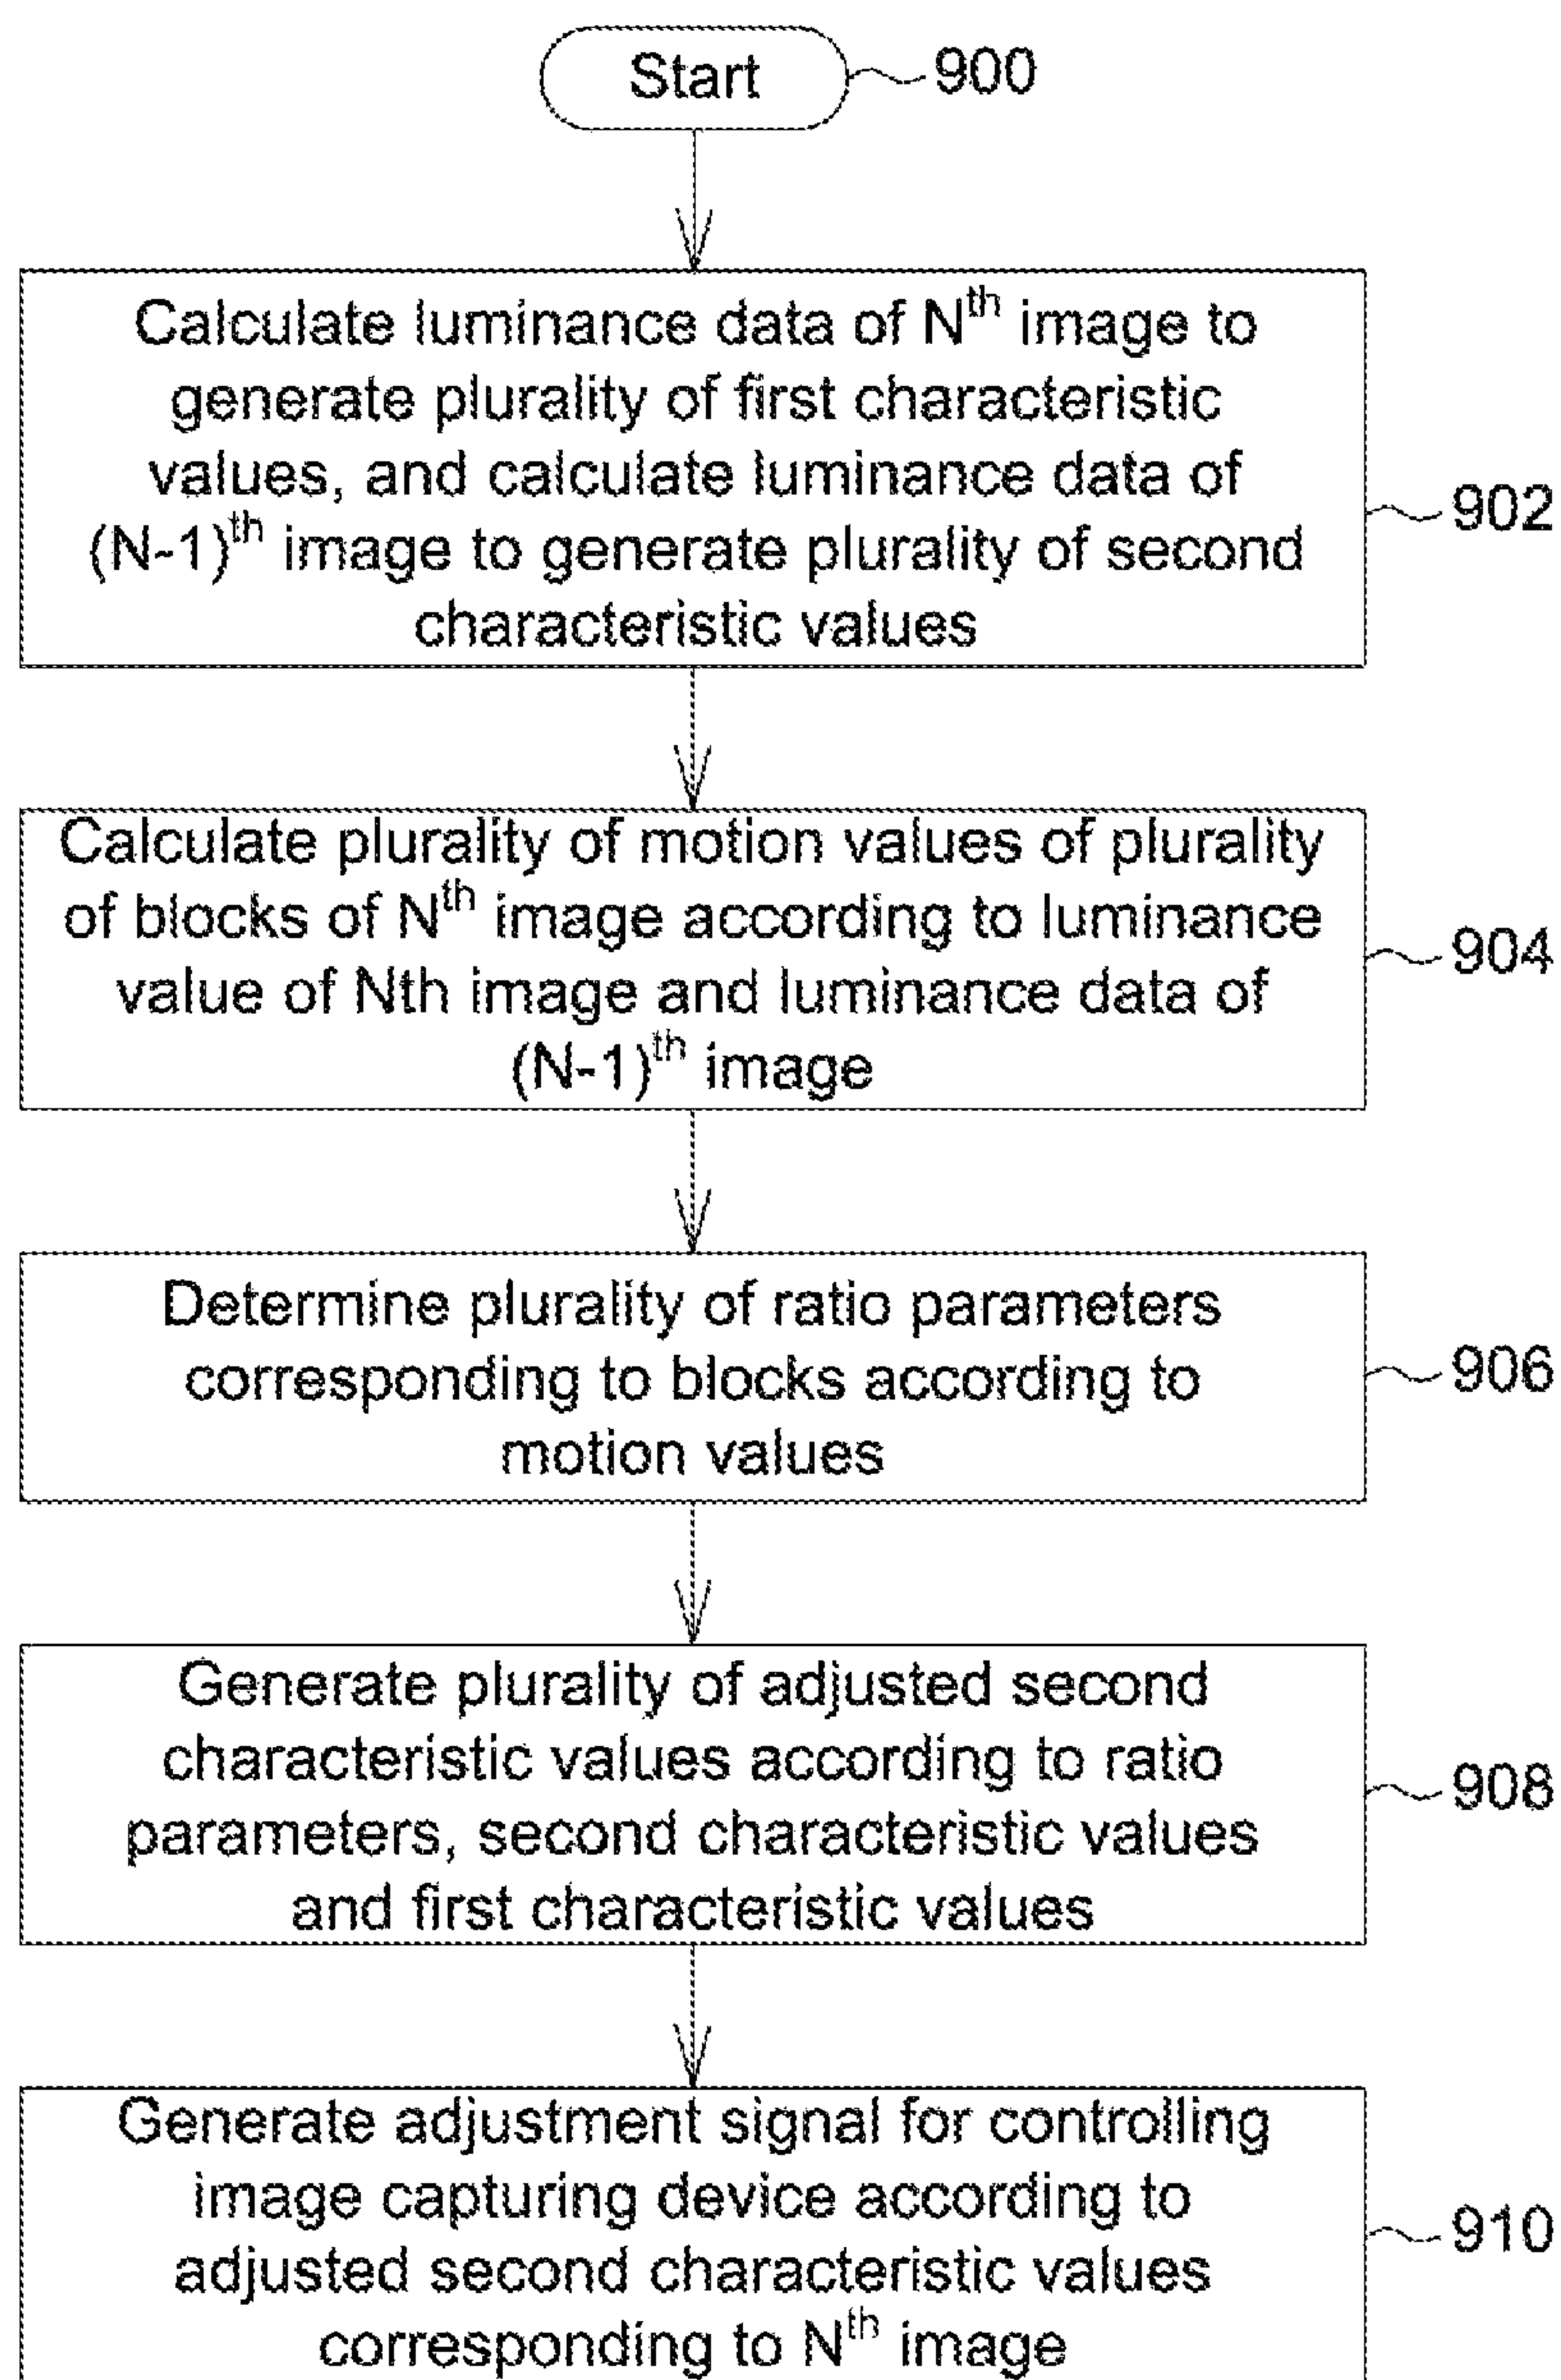 Start
900
Calculate luminance data of Nth image to
generate plurality of first characteristic
values, and calculate luminance data of
(N-1)th image to generate plurality of second
characteristic values
902
Calculate plurality of motion values of plurality
of blocks of Nth image according to luminance
value of Nth image and luminance data of
(N-1)th image
904
Determine plurality of ratio parameters
corresponding to blocks according to
motion values
906
Generate plurality of adjusted second
characteristic values according to ratio
parameters, second characteristic values
and first characteristic values
908
Generate adjustment signal for controlling
image capturing device according to
adjusted second characteristic values
corresponding to Nth image
910